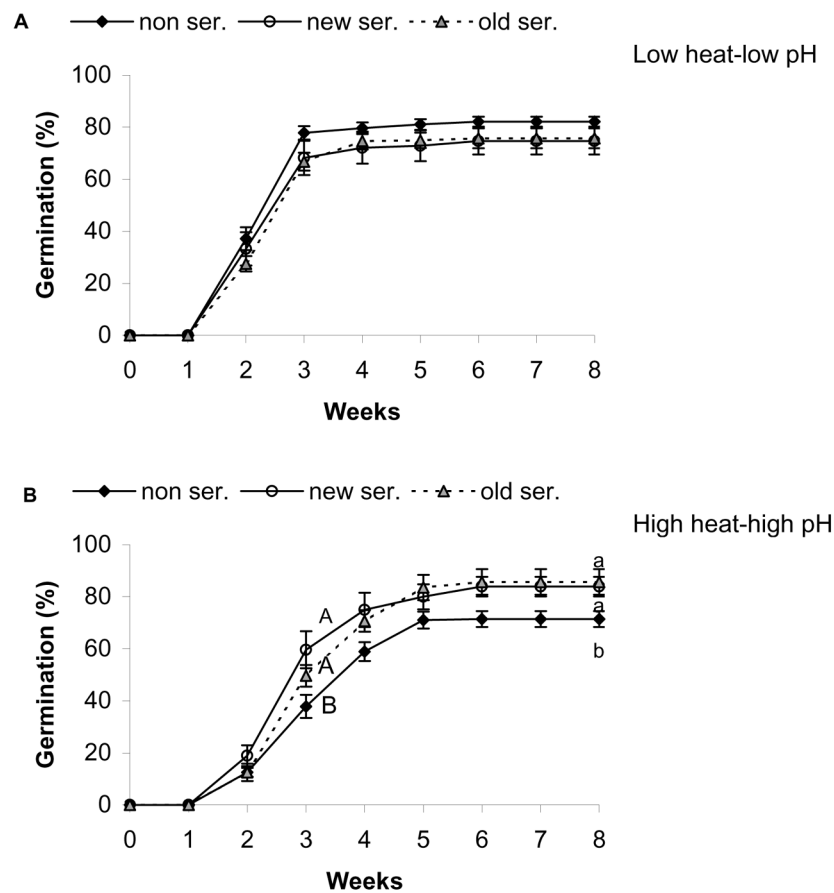 A non ser. new ser. old ser.
Low heat-low pH
100
80
60
40
20
0
Germination (%)
0 1 2 3 4 5 6 7 8
Weeks
B non ser. new ser. old ser.
High heat-high pH
100
80
60
40
20
0
Germination (%)
a
a
b
A
A
B
0 1 2 3 4 5 6 7 8
Weeks